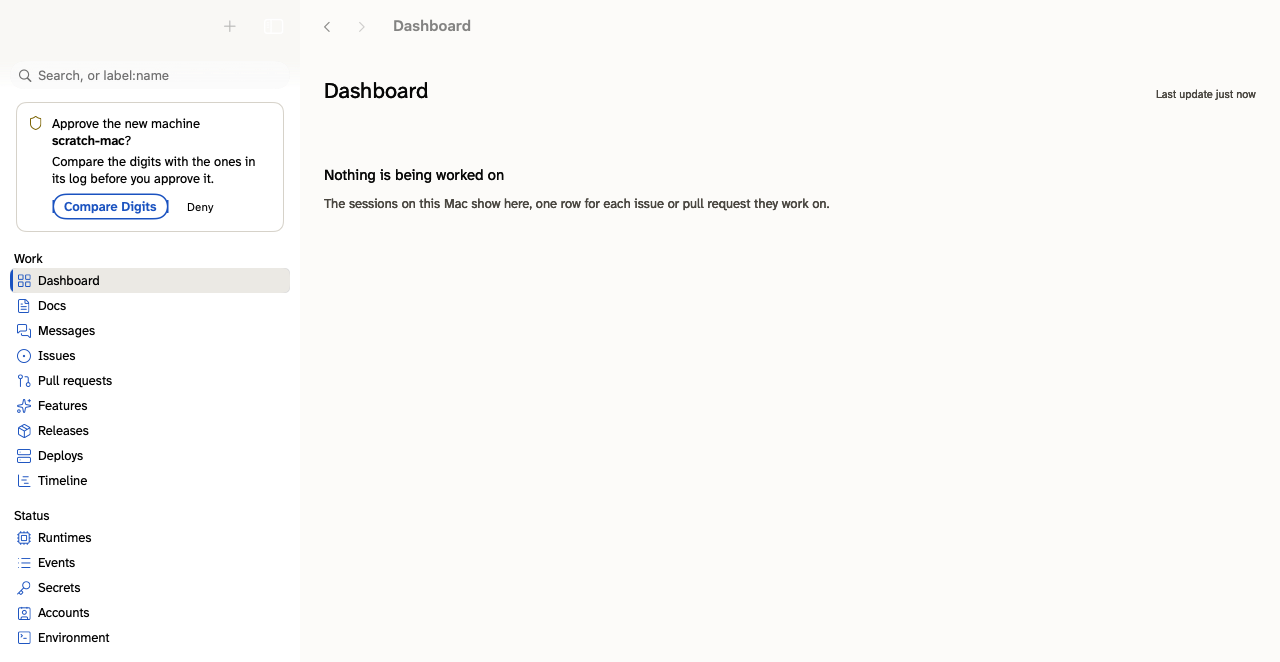 Dashboard
Search, or label:name
Approve the new machine
scratch-mac?
Compare the digits with the ones in
its log before you approve it.
Compare Digits
Deny
Work
Dashboard
Docs
Messages
Issues
Pull requests
Features
Releases
Deploys
Timeline
Status
Runtimes
Events
Secrets
Accounts
Environment
Dashboard
Last update just now
Nothing is being worked on
The sessions on this Mac show here, one row for each issue or pull request they work on.